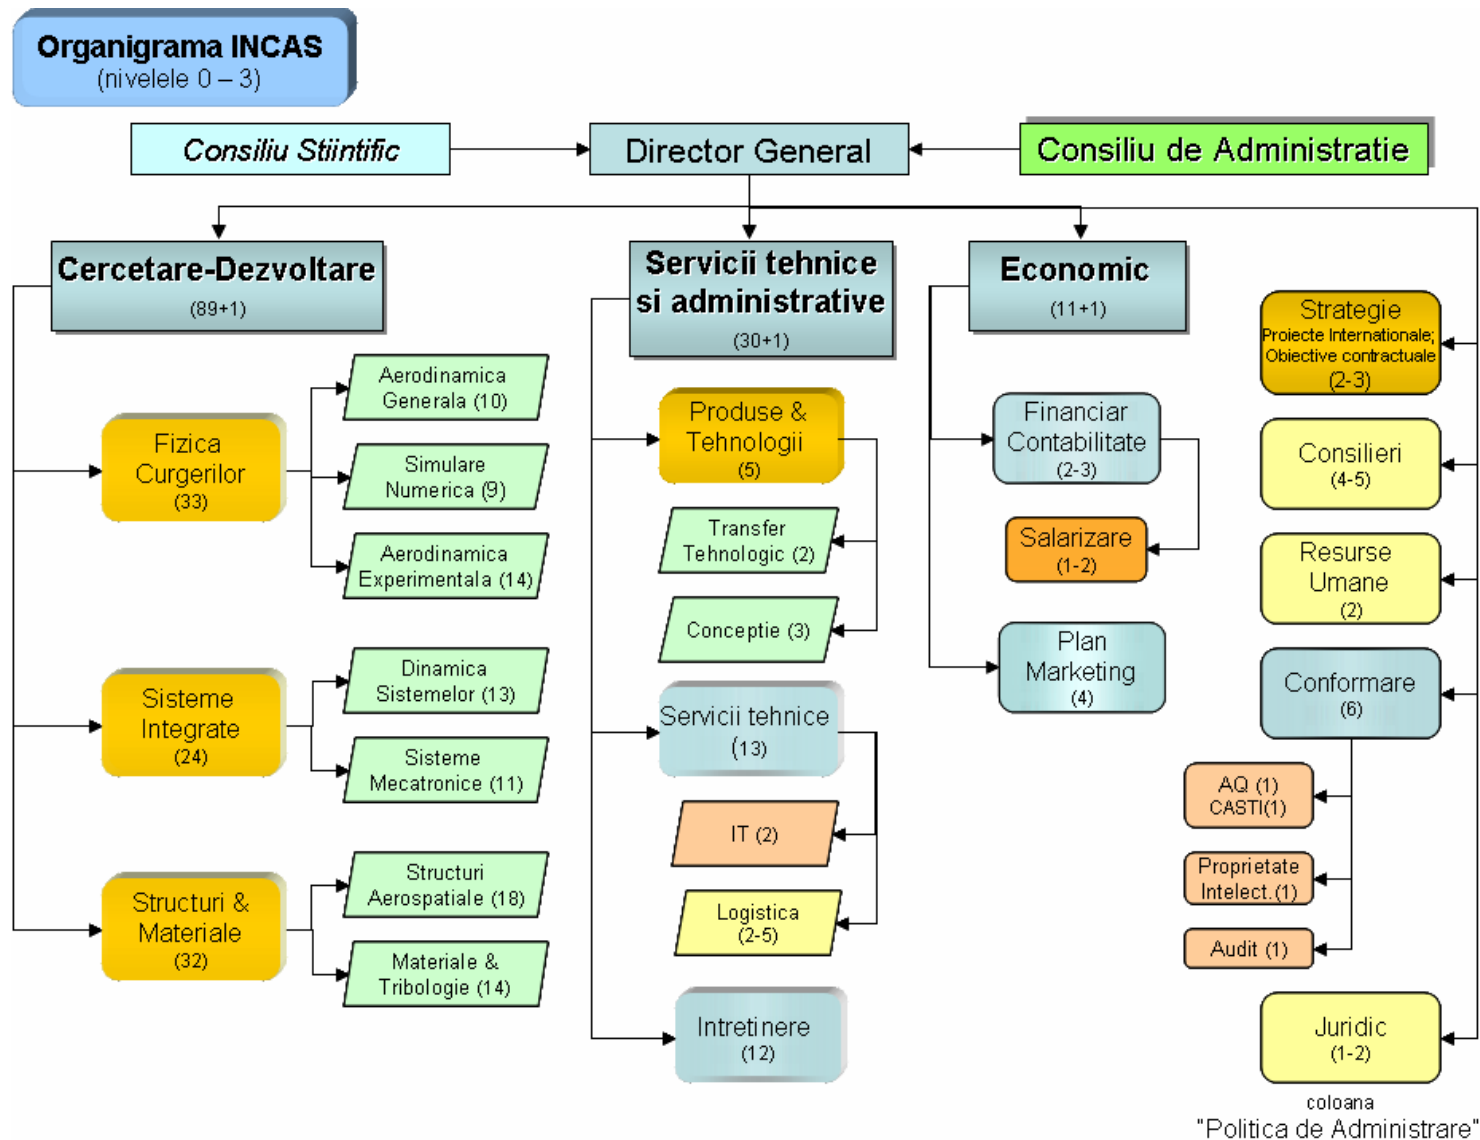 Organigrama INCAS
(nivelele 0 – 3)
Consiliu Stiintific
Director General
Consiliu de Administratie
Cercetare-Dezvoltare
(89+1)
Fizica
Curgerilor
(33)
Aerodinamica
Generala (10)
Simulare
Numerica (9)
Aerodinamica
Experimentala (14)
Sisteme
Integrate
(24)
Dinamica
Sistemelor (13)
Sisteme
Mecatronice (11)
Structuri &
Materiale
(32)
Structuri
Aerospatiale (18)
Materiale &
Tribologie (14)
Servicii tehnice
si administrative
(30+1)
Produse &
Tehnologii
(5)
Transfer
Tehnologic (2)
Conceptie (3)
Servicii tehnice
(13)
IT (2)
Logistica
(2-5)
Intretinere
(12)
Economic
(11+1)
Financiar
Contabilitate
(2-3)
Salarizare
(1-2)
Plan
Marketing
(4)
Strategie
Proiecte Internationale;
Obiective contractuale
(2-3)
Consilieri
(4-5)
Resurse
Umane
(2)
Conformare
(6)
AQ (1)
CASTI(1)
Proprietate
Intelect.(1)
Audit (1)
Juridic
(1-2)
coloana
"Politica de Administrare"